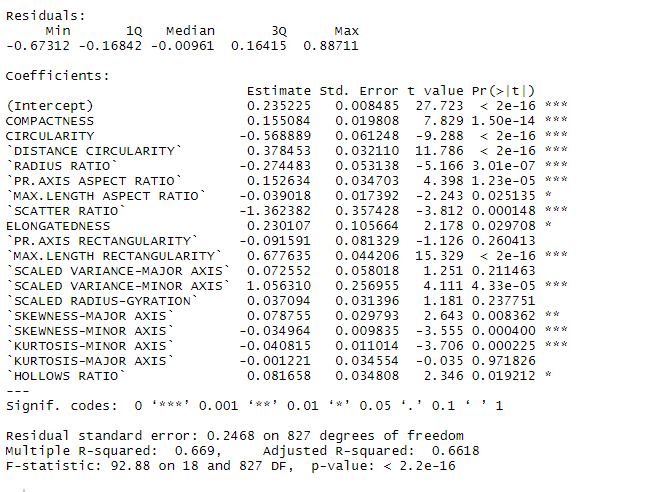 Residuals:
     Min       1Q   Median       3Q      Max
-0.67312 -0.16842 -0.00961  0.16415  0.88711

Coefficients:
                              Estimate Std. Error t value Pr(>|t|)
(Intercept)                   0.235225   0.008485  27.723  < 2e-16 ***
COMPACTNESS                   0.155084   0.019808   7.829 1.50e-14 ***
CIRCULARITY                  -0.568889   0.061248  -9.288  < 2e-16 ***
`DISTANCE CIRCULARITY`        0.378453   0.032110  11.786  < 2e-16 ***
`RADIUS RATIO`               -0.274483   0.053138  -5.166 3.01e-07 ***
`PR.AXIS ASPECT RATIO`        0.152634   0.034703   4.398 1.23e-05 ***
`MAX.LENGTH ASPECT RATIO`    -0.039018   0.017392  -2.243 0.025135 *
`SCATTER RATIO`              -1.362382   0.357428  -3.812 0.000148 ***
ELONGATEDNESS                 0.230107   0.105664   2.178 0.029708 *
`PR.AXIS RECTANGULARITY`     -0.091591   0.081329  -1.126 0.260413
`MAX.LENGTH RECTANGULARITY`   0.677635   0.044206  15.329  < 2e-16 ***
`SCALED VARIANCE-MAJOR AXIS`  0.072552   0.058018   1.251 0.211463
`SCALED VARIANCE-MINOR AXIS`  1.056310   0.256955   4.111 4.33e-05 ***
`SCALED RADIUS-GYRATION`      0.037094   0.031396   1.181 0.237751
`SKEWNESS-MAJOR AXIS`         0.078755   0.029793   2.643 0.008362 **
`SKEWNESS-MINOR AXIS`        -0.034964   0.009835  -3.555 0.000400 ***
`KURTOSIS-MINOR AXIS`        -0.040815   0.011014  -3.706 0.000225 ***
`KURTOSIS-MAJOR AXIS`        -0.001221   0.034554  -0.035 0.971826
`HOLLOWS RATIO`               0.081658   0.034808   2.346 0.019212 *
---
Signif. codes:  0 ‘***’ 0.001 ‘**’ 0.01 ‘*’ 0.05 ‘.’ 0.1 ‘ ’ 1

Residual standard error: 0.2468 on 827 degrees of freedom
Multiple R-squared:  0.669,	Adjusted R-squared:  0.6618
F-statistic: 92.88 on 18 and 827 DF,  p-value: < 2.2e-16